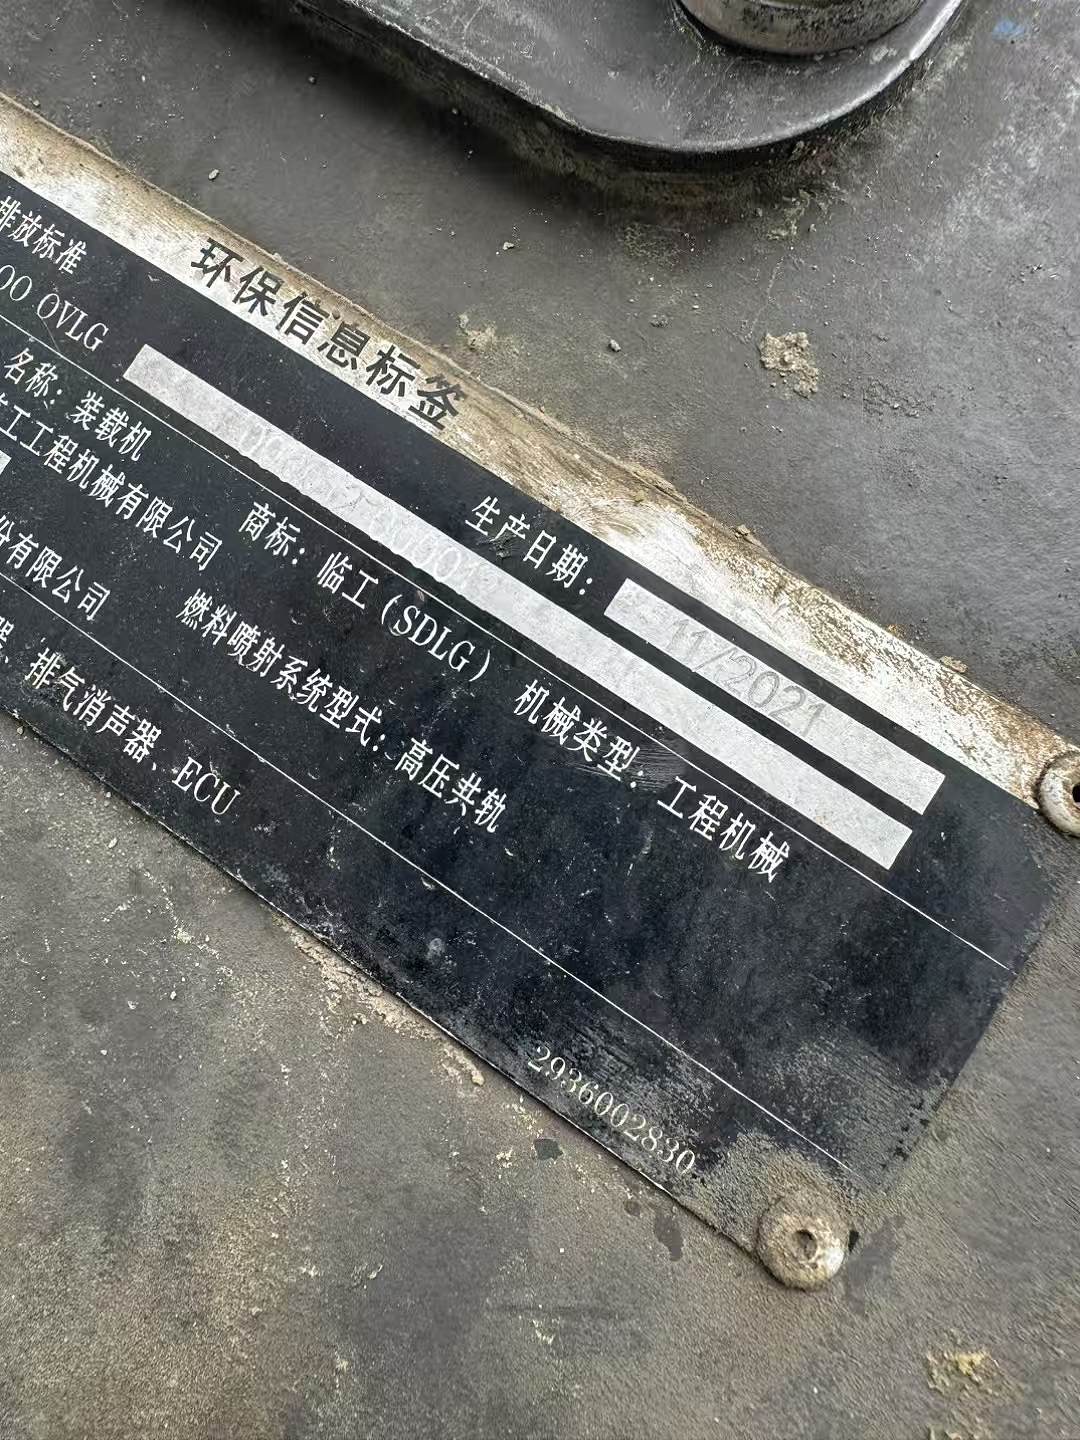 环保信息标签
排放标准
生产日期: 11/2021
OO OVLG
名称: 装载机 商标: 临工 (SDLG) 机械类型: 工程机械
工工程机械有限公司
份有限公司 燃料喷射系统型式: 高压共轨
、排气消声器、ECU
2936002830